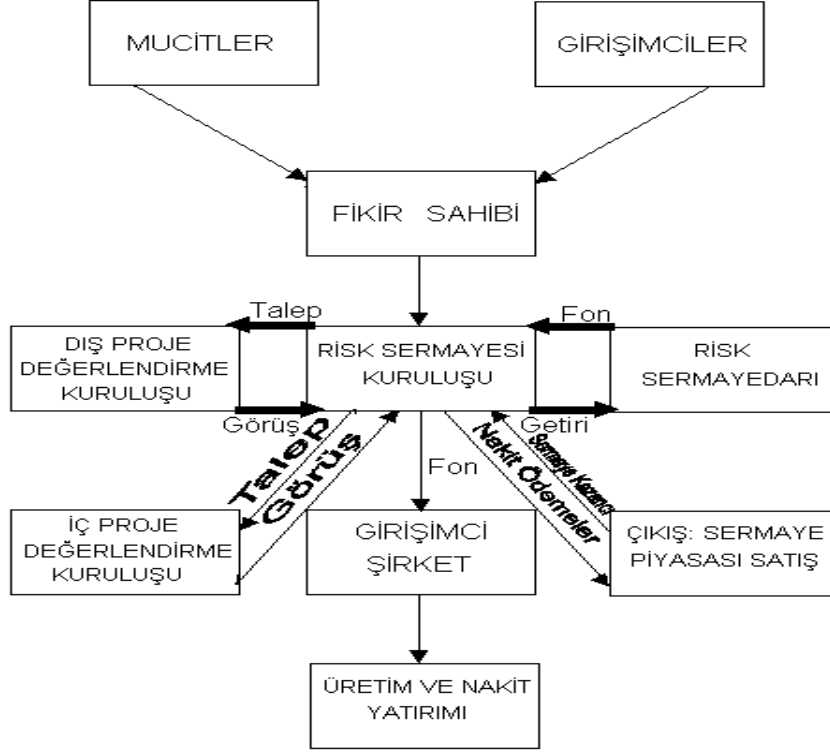 MUCİTLER
GİRİŞİMCİLER
FİKİR SAHİBİ
Talep
Fon
DIŞ PROJE
DEĞERLENDİRME
KURULUŞU
RİSK SERMAYESİ
KURULUŞU
RİSK
SERMAYEDARI
Görüş
Getiri
Talep
Görüş
Fon
Sermaye Kazancı
Nakit Ödemeler
İÇ PROJE
DEĞERLENDİRME
KURULUŞU
GİRİŞİMCİ
ŞİRKET
ÇIKIŞ: SERMAYE
PİYASASI SATIŞ
ÜRETİM VE NAKİT
YATIRIMI